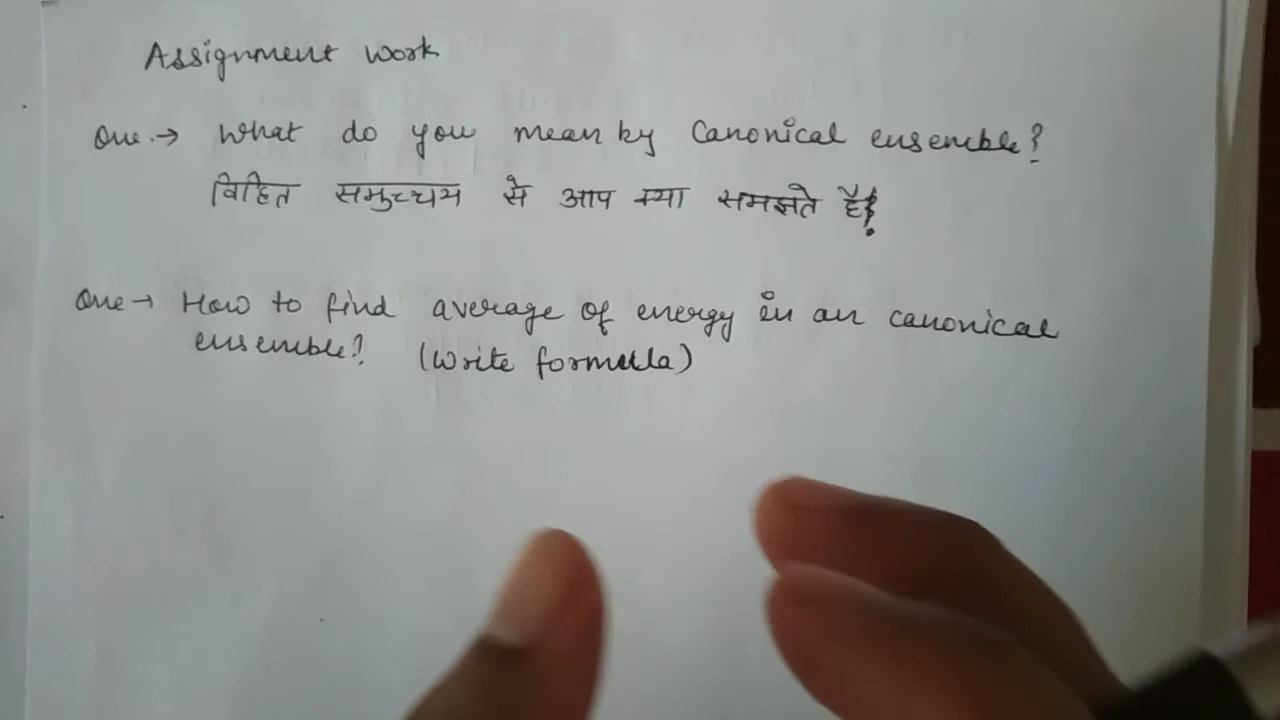 Assignment work
Que.→ What do you mean by Canonical ensemble?
विहित समुच्चय से आप क्या समझते हैं?
Que→ How to find average of energy in an canonical
ensemble? (Write formula)